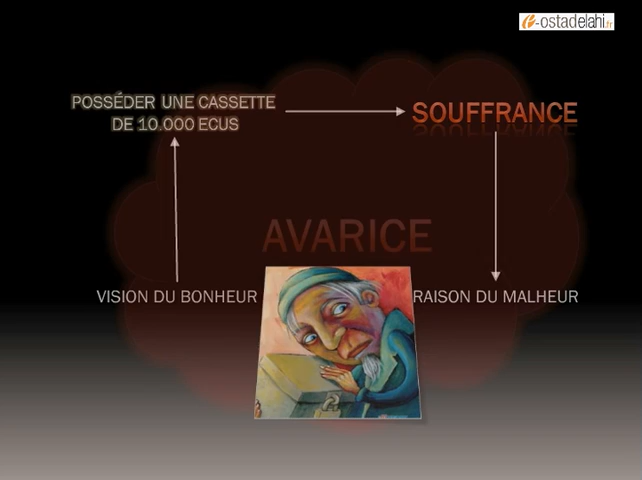 e-ostadelahi.fr
POSSÉDER UNE CASSETTE
DE 10.000 ECUS
SOUFFRANCE
AVARICE
VISION DU BONHEUR
RAISON DU MALHEUR